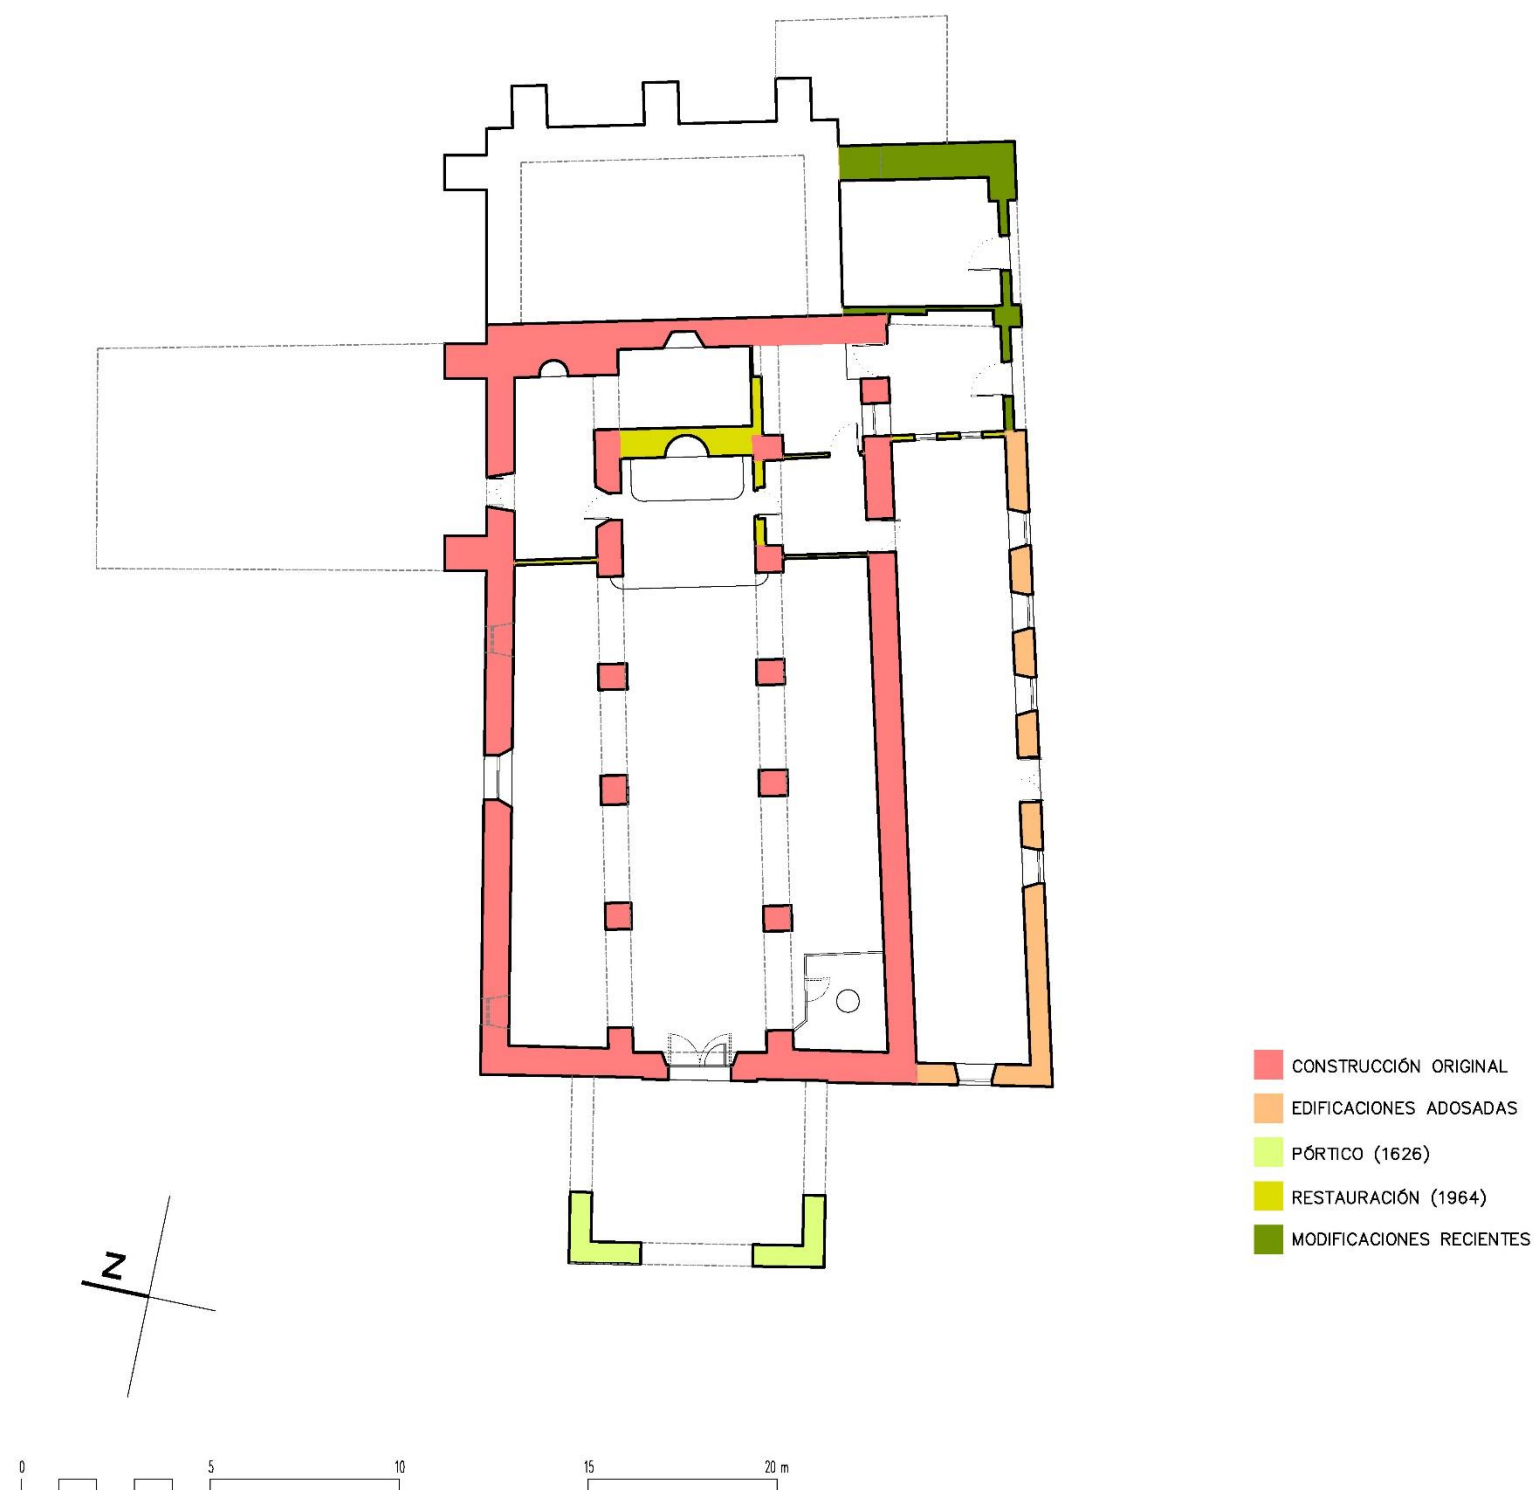 CONSTRUCCIÓN ORIGINAL
EDIFICACIONES ADOSADAS
PÓRTICO (1626)
RESTAURACIÓN (1964)
MODIFICACIONES RECIENTES
N
0 5 10 15 20 m